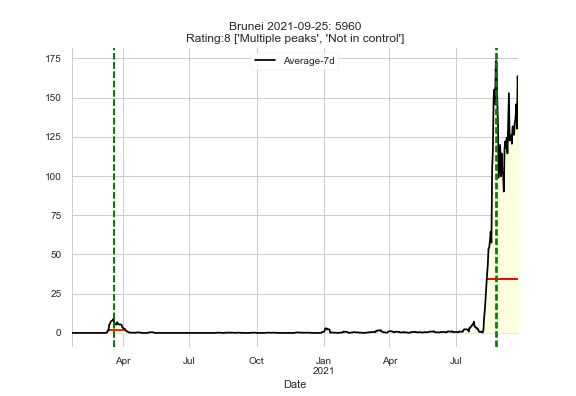 Brunei 2021-09-25: 5960
Rating:8 ['Multiple peaks', 'Not in control']
Average-7d
175
150
125
100
75
50
25
0
Apr Jul Oct Jan Apr Jul
2021
Date